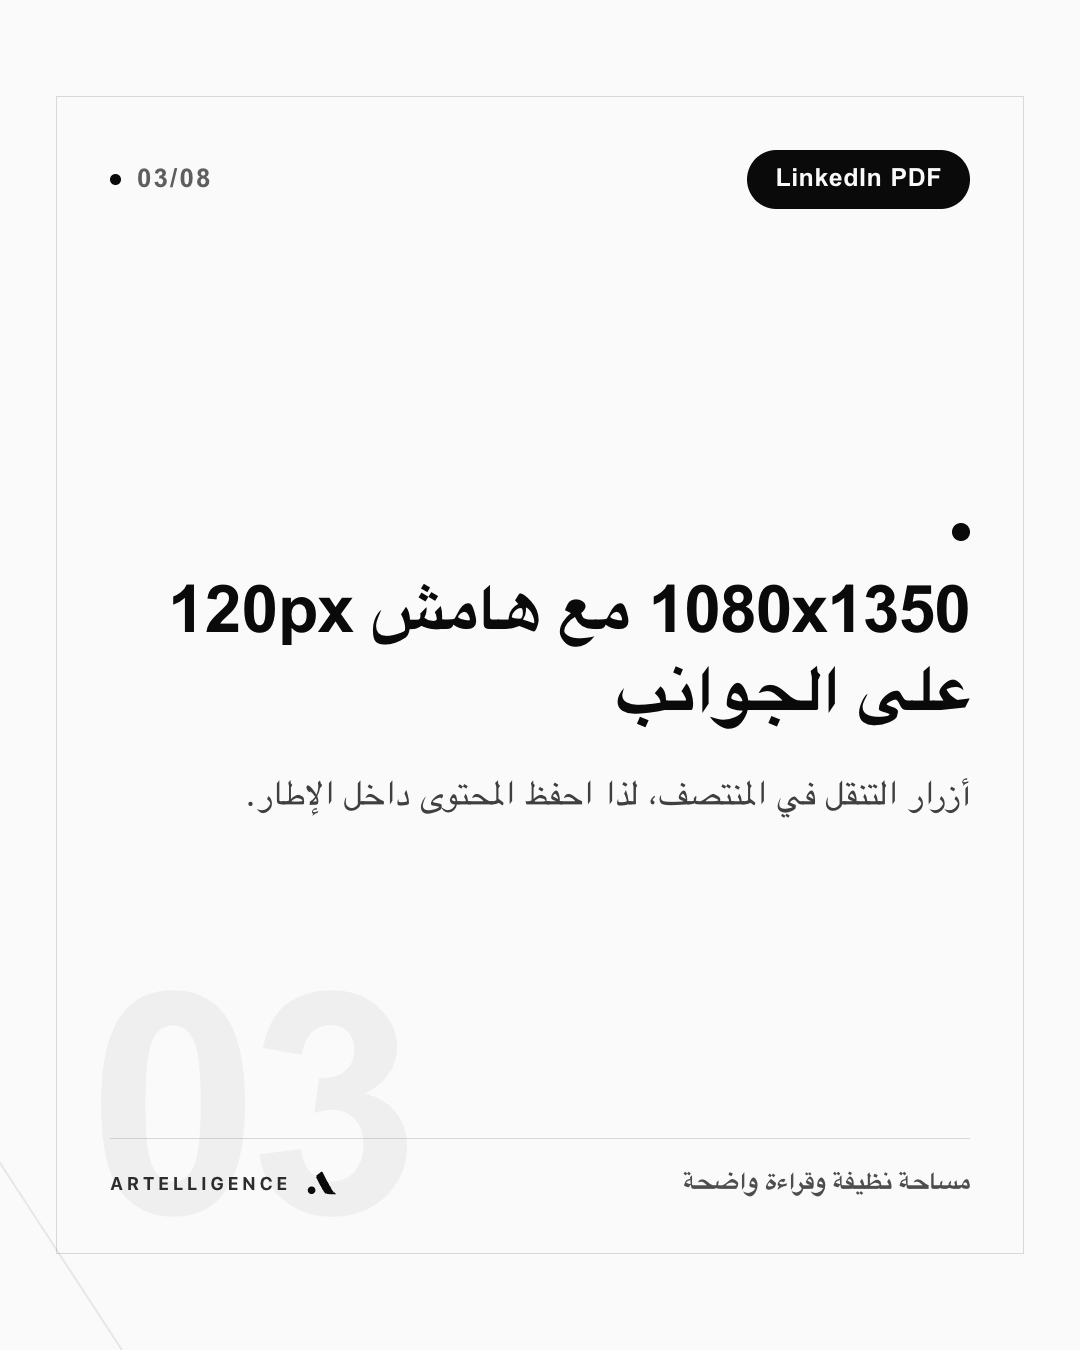 LinkedIn PDF
03/08
1080x1350 مع هامش 120px
على الجوانب
أزرار التنقل في المنتصف، لذا احفظ المحتوى داخل الإطار.
03
مساحة نظيفة وقراءة واضحة
ARTELLIGENCE